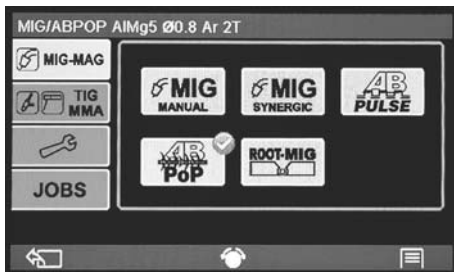 MIG/ABPOP AlMg5 Ø0.8 Ar 2T
MIG-MAG
TIG
MMA
JOBS
MIG
MANUAL
MIG
SYNERGIC
AB
PULSE
AB
PoP
ROOT-MIG